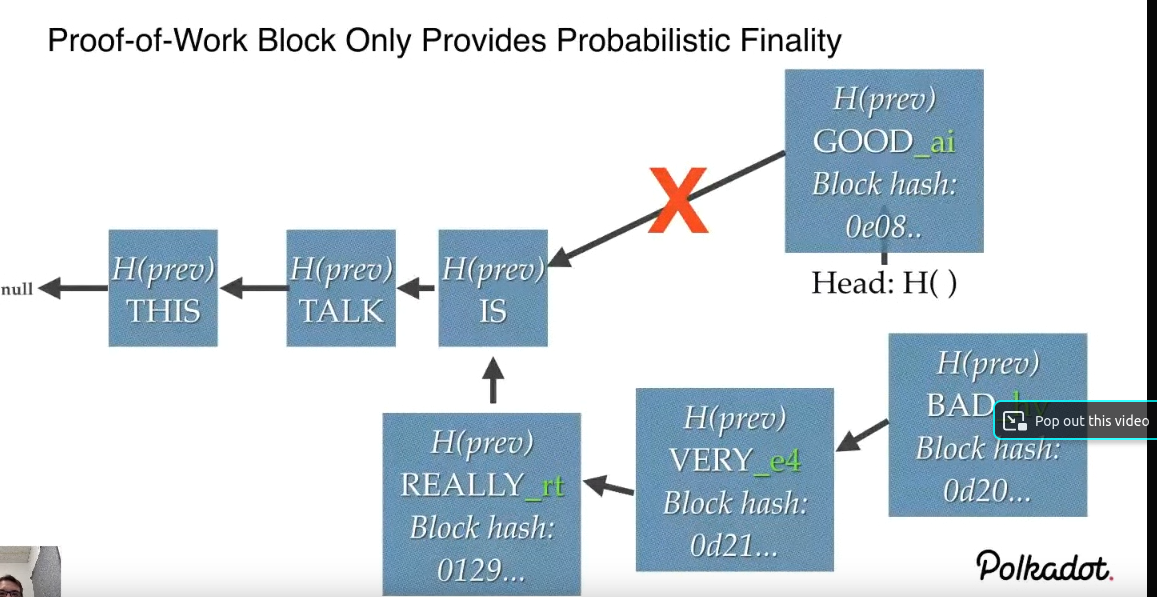 Proof-of-Work Block Only Provides Probabilistic Finality
H(prev)
GOOD_ai
Block hash:
0e08..
Head: H( )
null
H(prev)
THIS
H(prev)
TALK
H(prev)
IS
H(prev)
REALLY_rt
Block hash:
0129...
H(prev)
VERY_e4
Block hash:
0d21...
H(prev)
BAD
Block hash:
0d20...
Pop out this video
X
Polkadot.